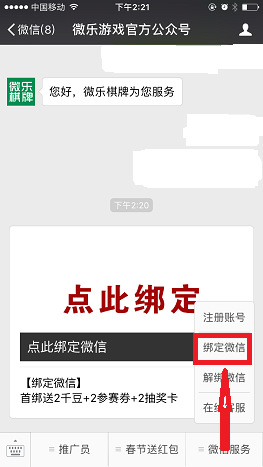 中国移动
下午2:21
微信(8)
微乐游戏官方公众号
微乐
棋牌
您好，微乐棋牌为您服务
下午2:20
点此绑定
点此绑定微信
【绑定微信】
首绑送2千豆+2参赛券+2抽奖卡
注册账号
绑定微信
解绑微信
在线客服
推广员
春节送红包
微信服务